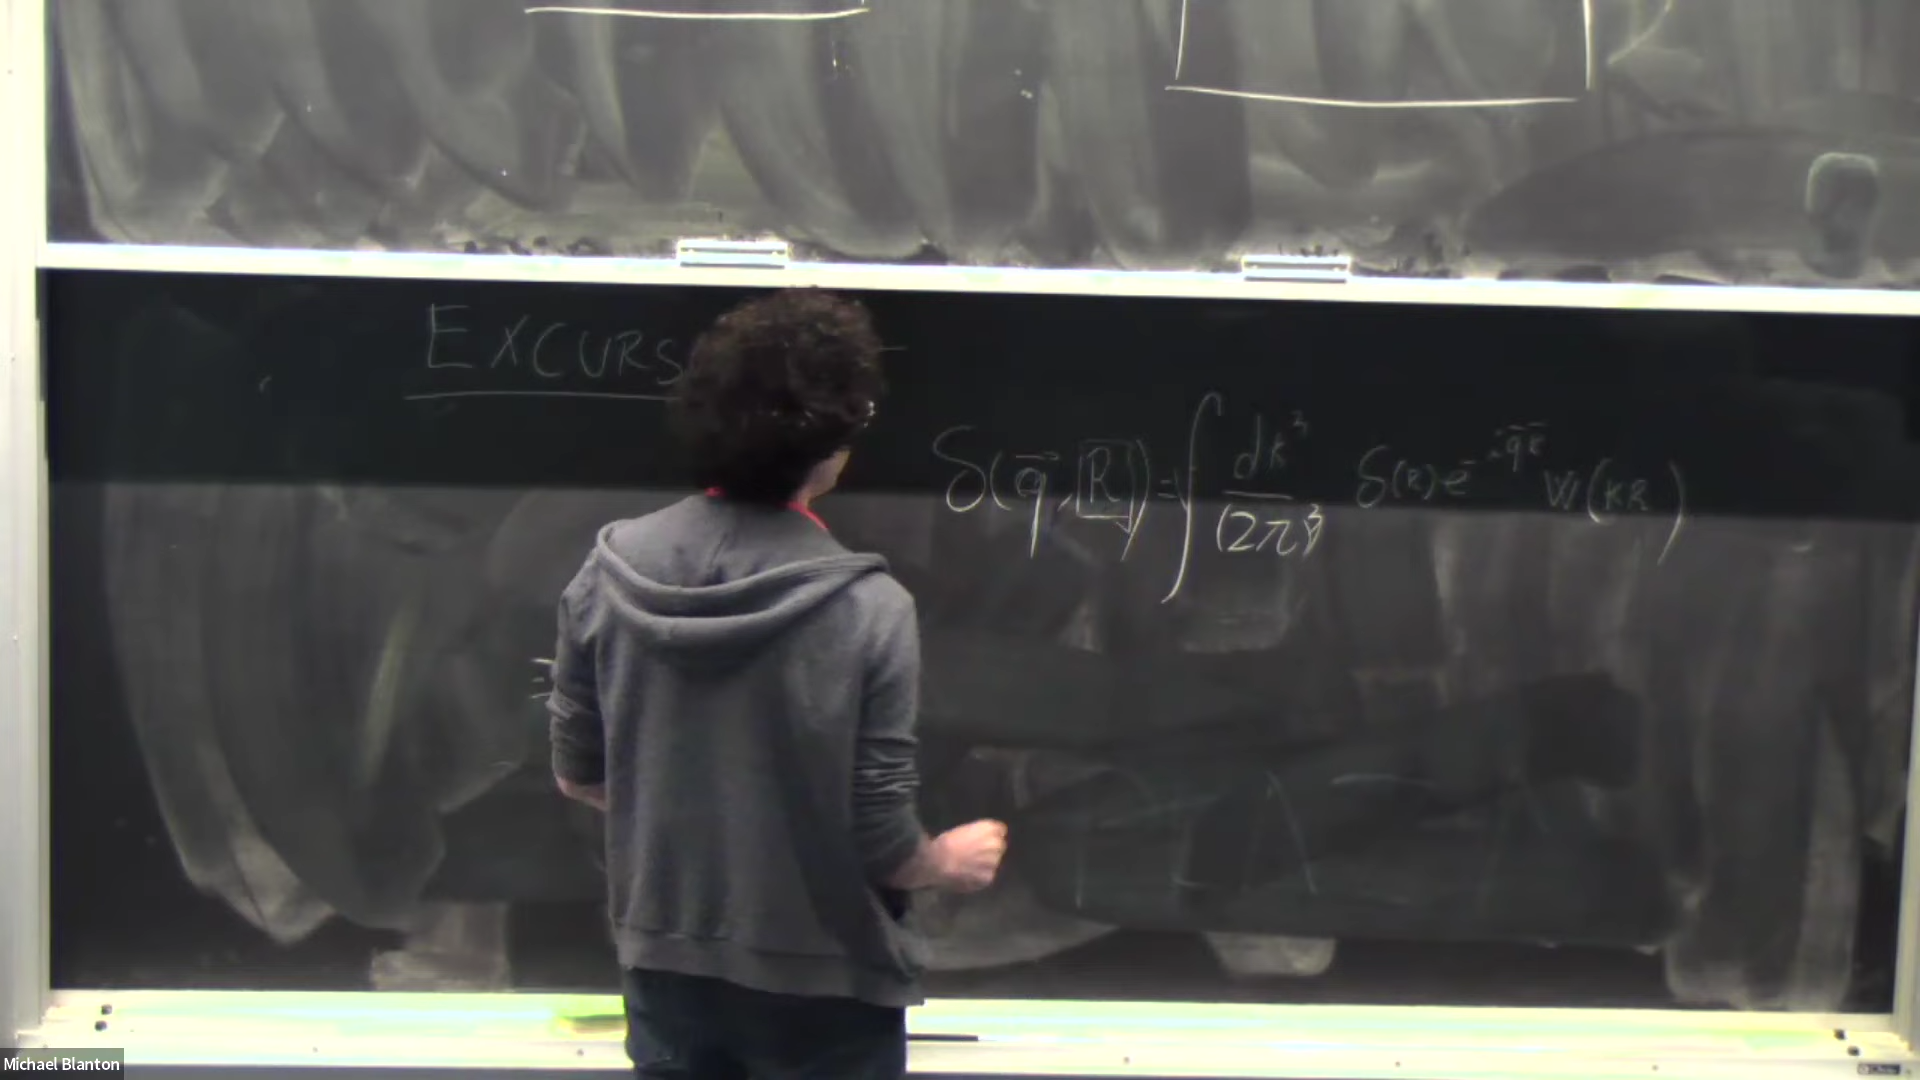 EXCURS
δ(q⃗, R) = ∫ dk³ / (2π)³ δ(k) e^-iq⃗k⃗ W(kR)
Michael Blanton